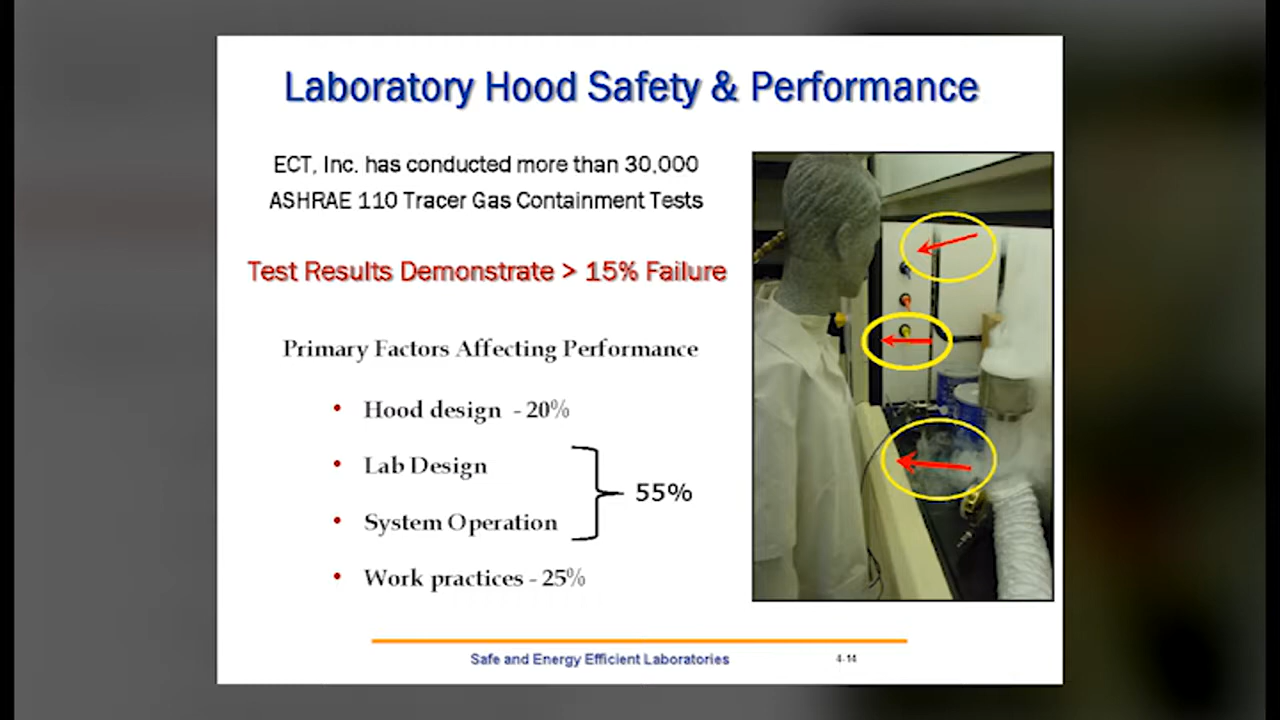 Laboratory Hood Safety & Performance
ECT, Inc. has conducted more than 30,000
ASHRAE 110 Tracer Gas Containment Tests
Test Results Demonstrate > 15% Failure
Primary Factors Affecting Performance
• Hood design - 20%
• Lab Design
55%
• System Operation
• Work practices - 25%
Safe and Energy Efficient Laboratories 4-14